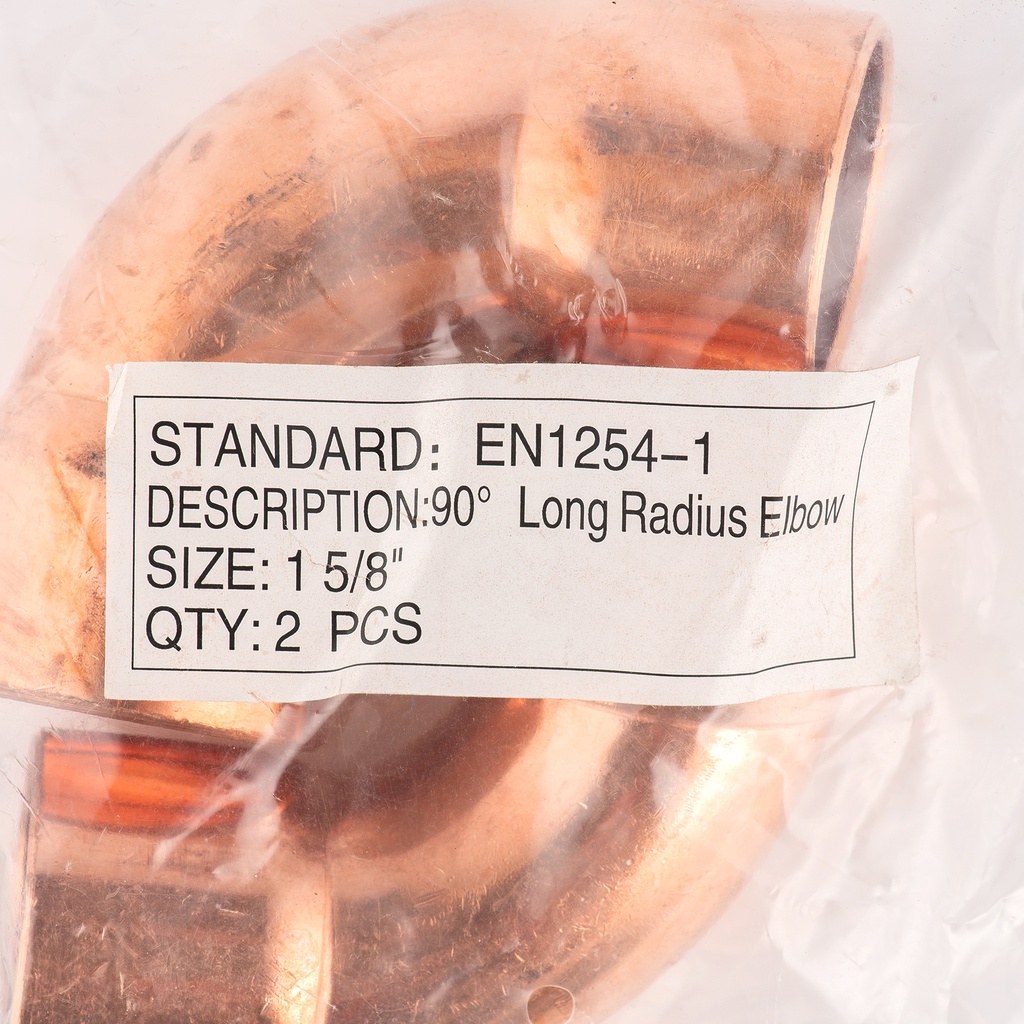 STANDARD: EN1254-1
DESCRIPTION:90° Long Radius Elbow
SIZE: 1 5/8"
QTY: 2 PCS